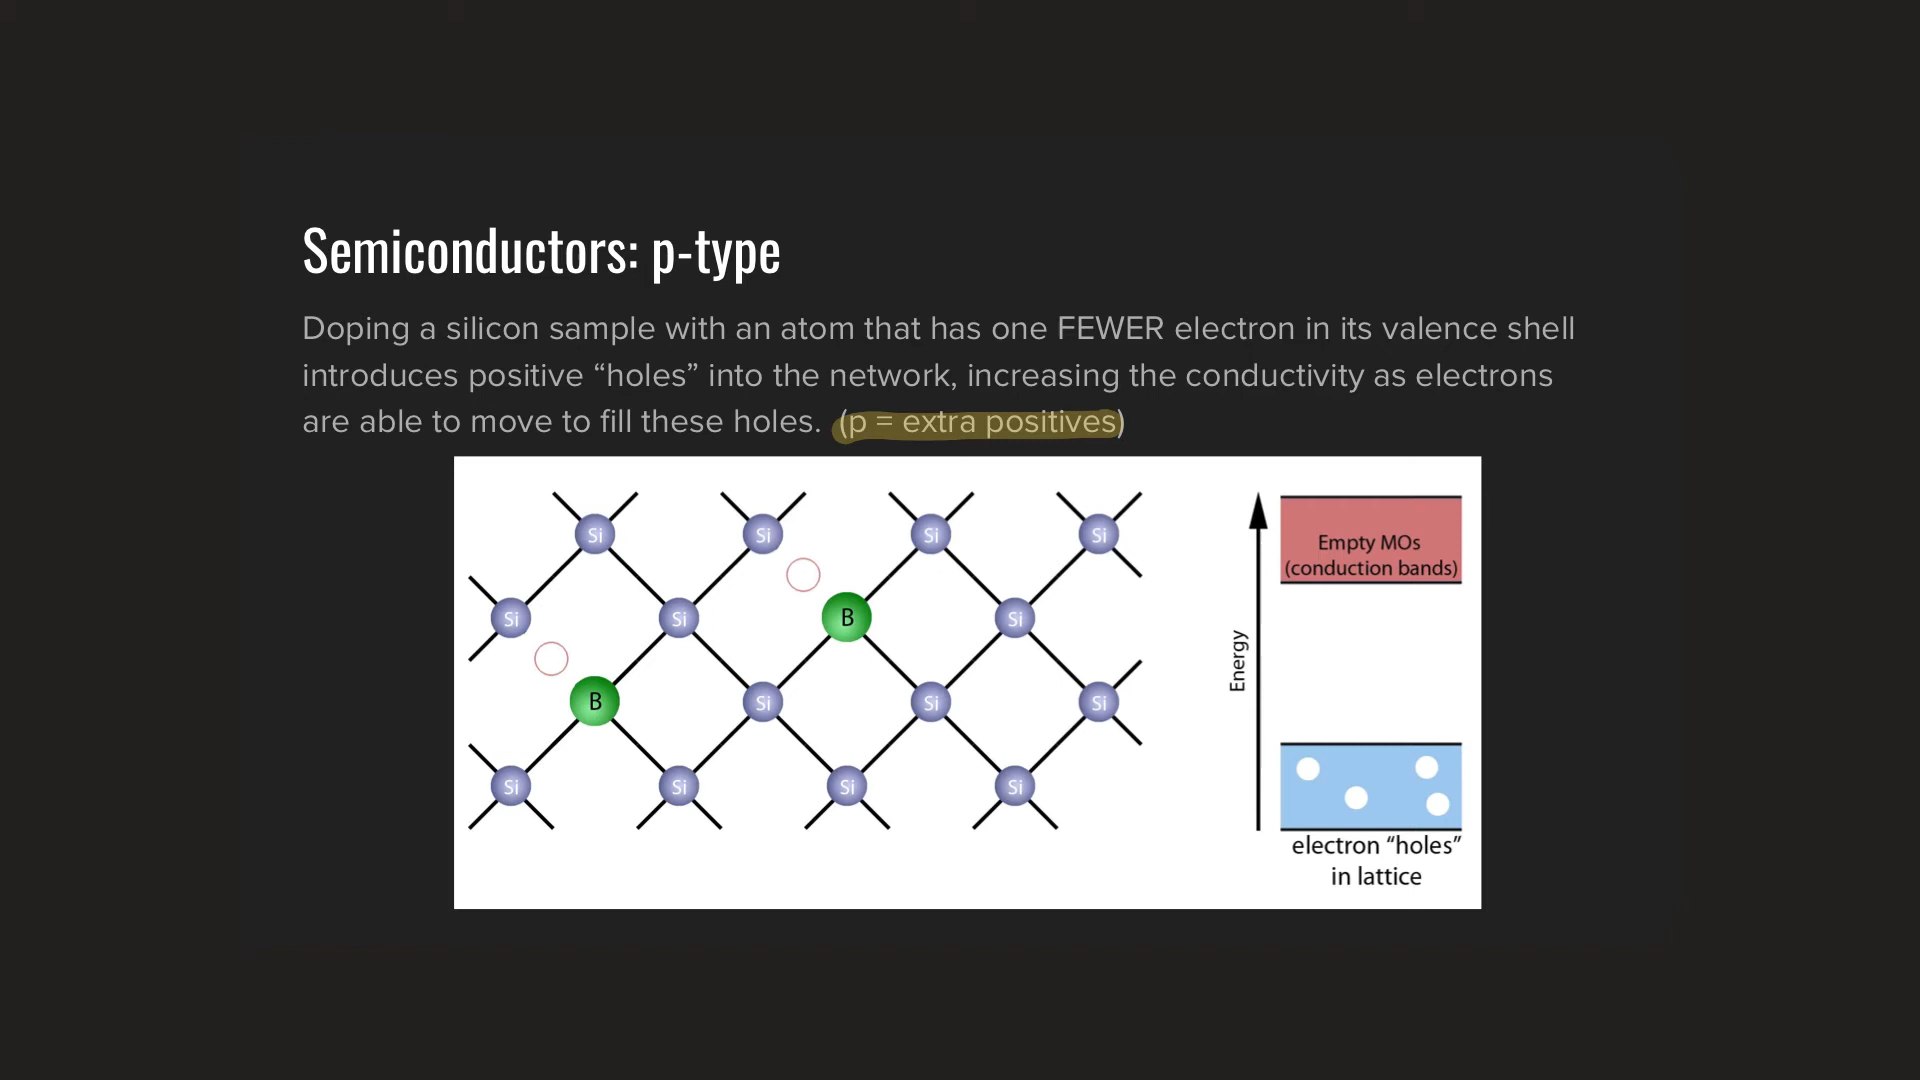 Semiconductors: p-type
Doping a silicon sample with an atom that has one FEWER electron in its valence shell
introduces positive “holes” into the network, increasing the conductivity as electrons
are able to move to fill these holes. (p = extra positives)
Si Si Si Si
Si Si B Si
B Si Si Si
Si Si Si Si
Energy
Empty MOs
(conduction bands)
electron “holes”
in lattice